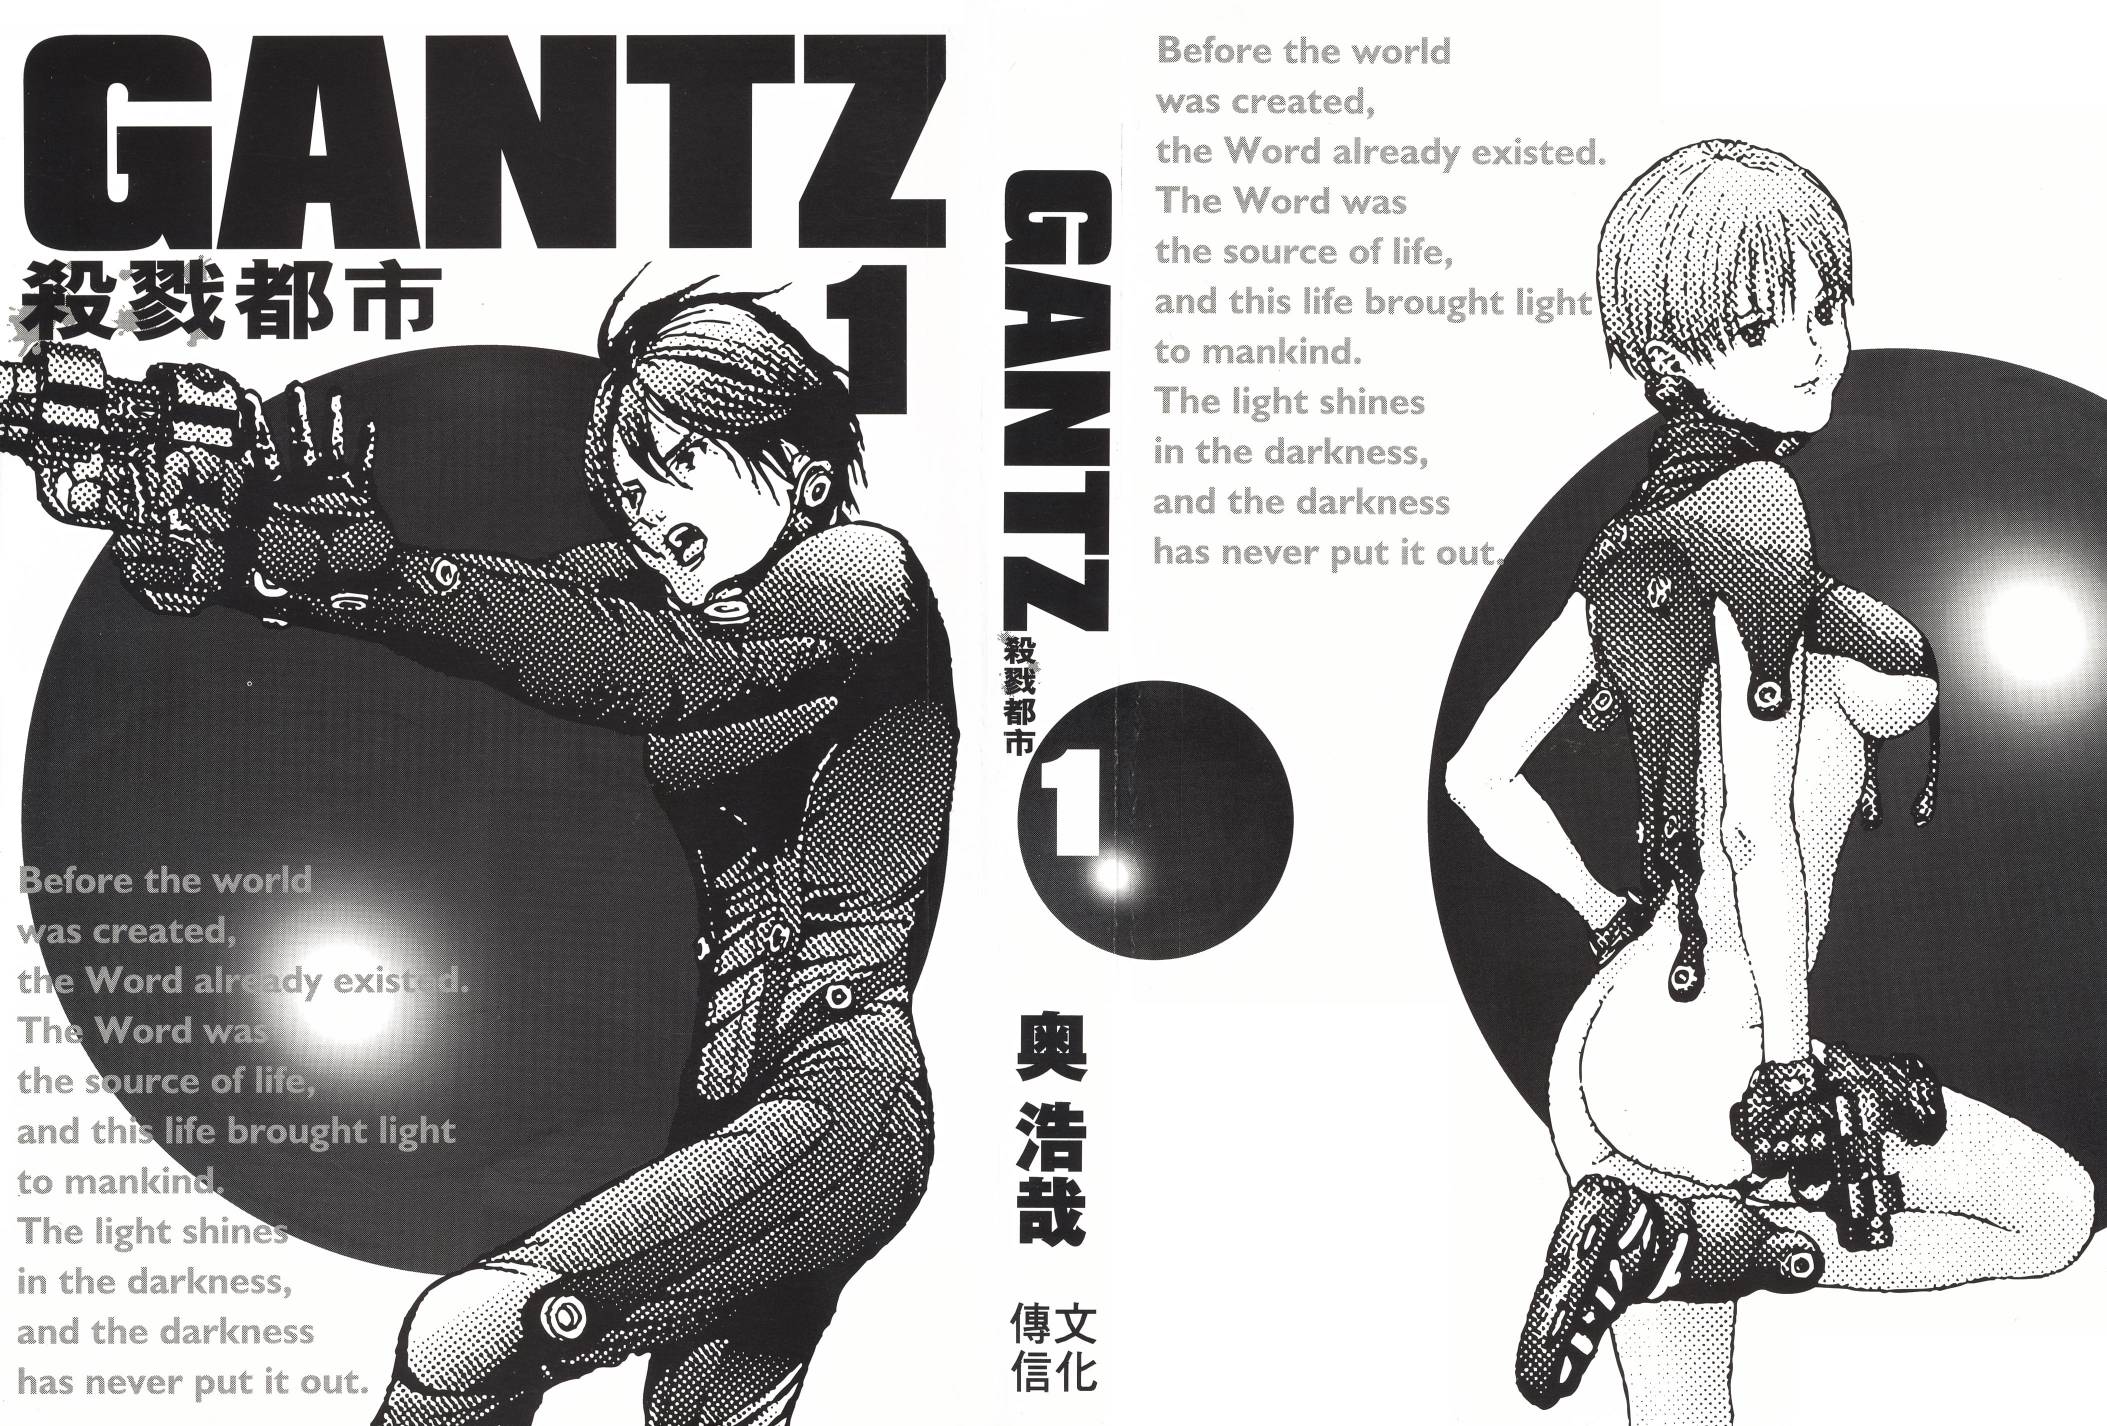 GANTZ
殺戮都市
1
Before the world
was created,
the Word already existed.
The Word was
the source of life,
and this life brought light
to mankind.
The light shines
in the darkness,
and the darkness
has never put it out.
GANTZ
殺戮都市
1
奥 浩哉
文化
傳信
Before the world
was created,
the Word already existed.
The Word was
the source of life,
and this life brought light
to mankind.
The light shines
in the darkness,
and the darkness
has never put it out.